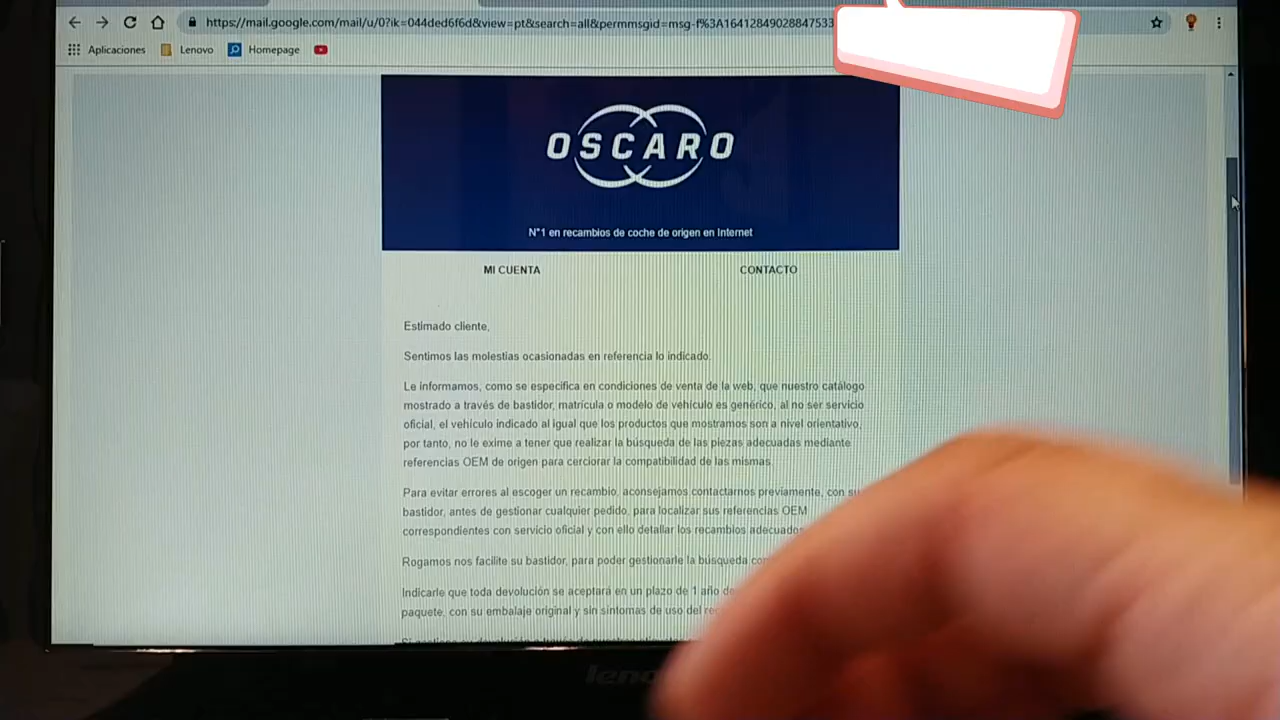 https://mail.google.com/mail/u/0?ik=044ded6f6d&view=pt&search=all&permmsgid=msg-f%3A16412849028847533
Aplicaciones Lenovo Homepage
OSCARO
N°1 en recambios de coche de origen en Internet
MI CUENTA CONTACTO
Estimado cliente,
Sentimos las molestias ocasionadas en referencia lo indicado.
Le informamos, como se especifica en condiciones de venta de la web, que nuestro catálogo
mostrado a través de bastidor, matrícula o modelo de vehículo es genérico, al no ser servicio
oficial, el vehículo indicado al igual que los productos que mostramos son a nivel orientativo,
por tanto, no le exime a tener que realizar la búsqueda de las piezas adecuadas mediante
referencias OEM de origen para cerciorar la compatibilidad de las mismas.
Para evitar errores al escoger un recambio, aconsejamos contactarnos previamente, con su
bastidor, antes de gestionar cualquier pedido, para localizar sus referencias OEM
correspondientes con servicio oficial y con ello detallar los recambios
Rogamos nos facilite su bastidor, para poder gestionarle la búsqueda
Indicarle que toda devolución se aceptará en un plazo de 1 año
paquete, con su embalaje original y sin síntomas de uso del